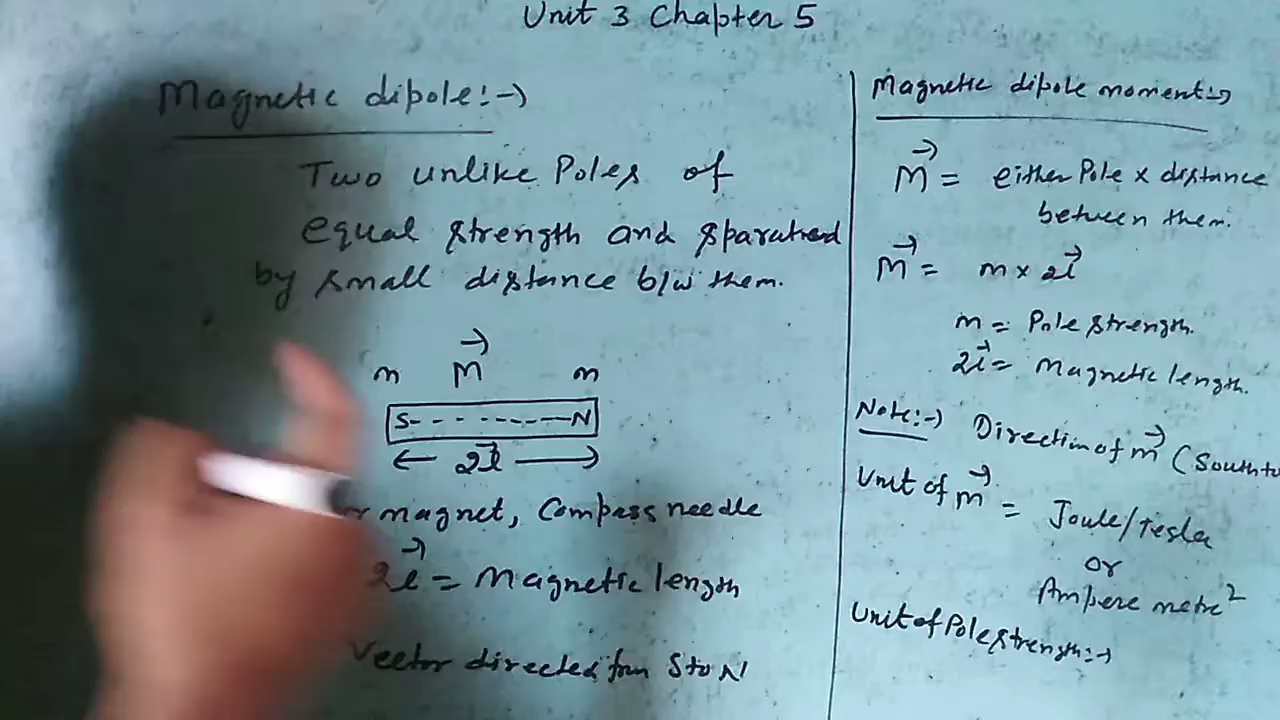 Unit 3 Chapter 5
Magnetic dipole:→
Two unlike Poles of
equal strength and sparatred
by small distance b/w them.
m M→ m
S- - - - - - - - N
← 2l→ →
magnet, Compass needle
2l→ = Magnetic length
Vector directed from S to N
Magnetic dipole moment:→
M→ = either Pole x distance
between them.
M→ = m x 2l→
m = Pole strength.
2l→ = Magnetic length.
Note:→ Direction of M→ (South to
Unit of M→ = Joule/Tesla
or
Ampere metre²
Unit of Pole strength:→